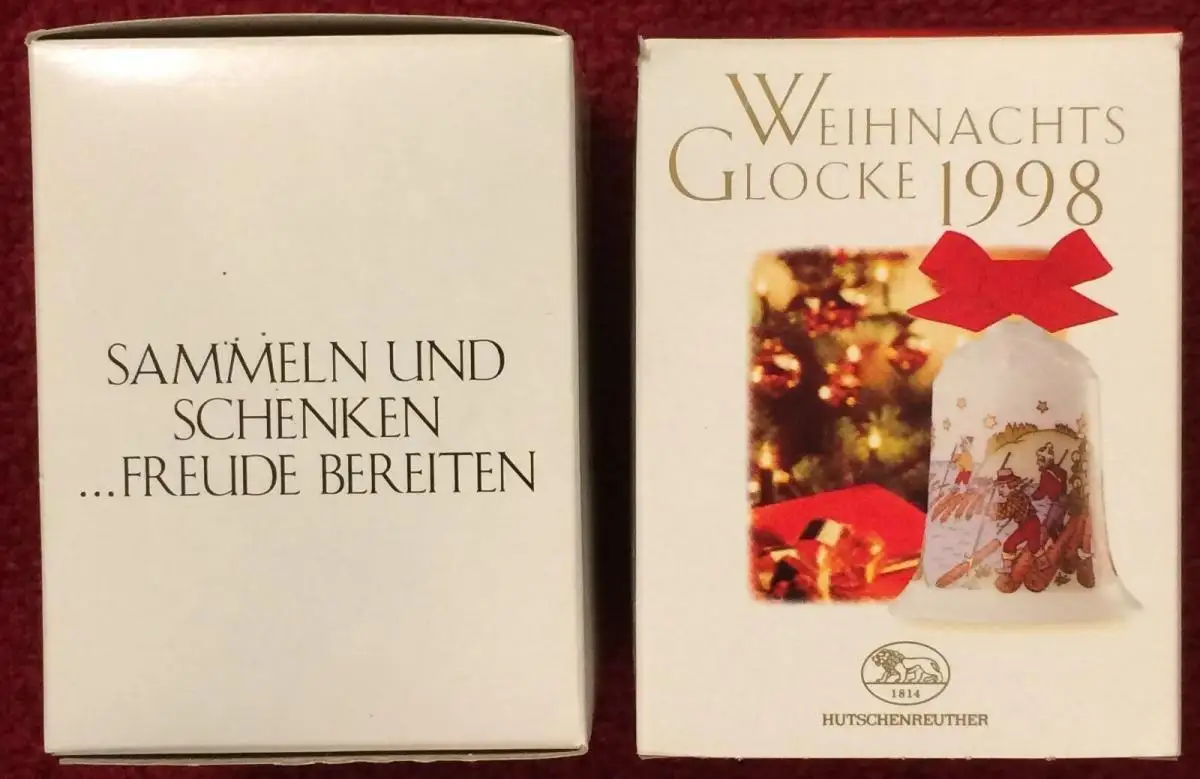 SAMMELN UND
SCHENKEN
...FREUDE BEREITEN
WEIHNACHTS
GLOCKE 1998
1814
HUTSCHENREUTHER